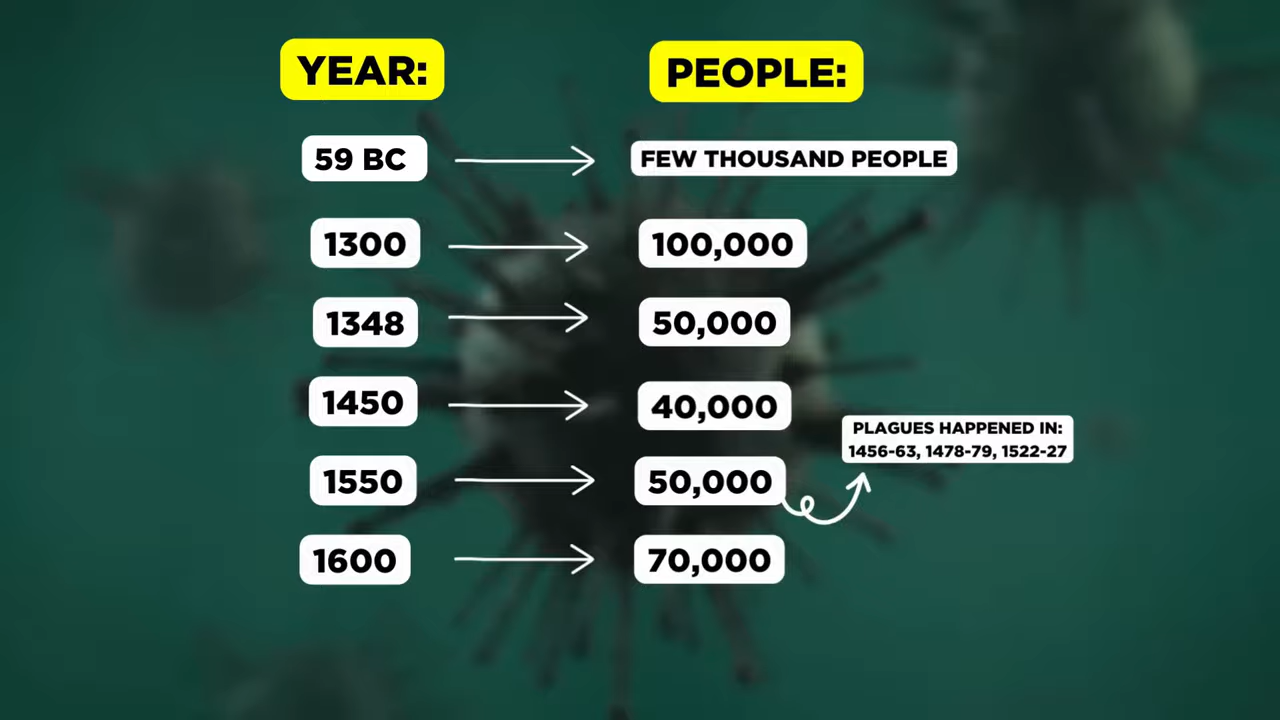 YEAR: PEOPLE:
59 BC FEW THOUSAND PEOPLE
1300 100,000
1348 50,000
1450 40,000
PLAGUES HAPPENED IN:
1456-63, 1478-79, 1522-27
1550 50,000
1600 70,000